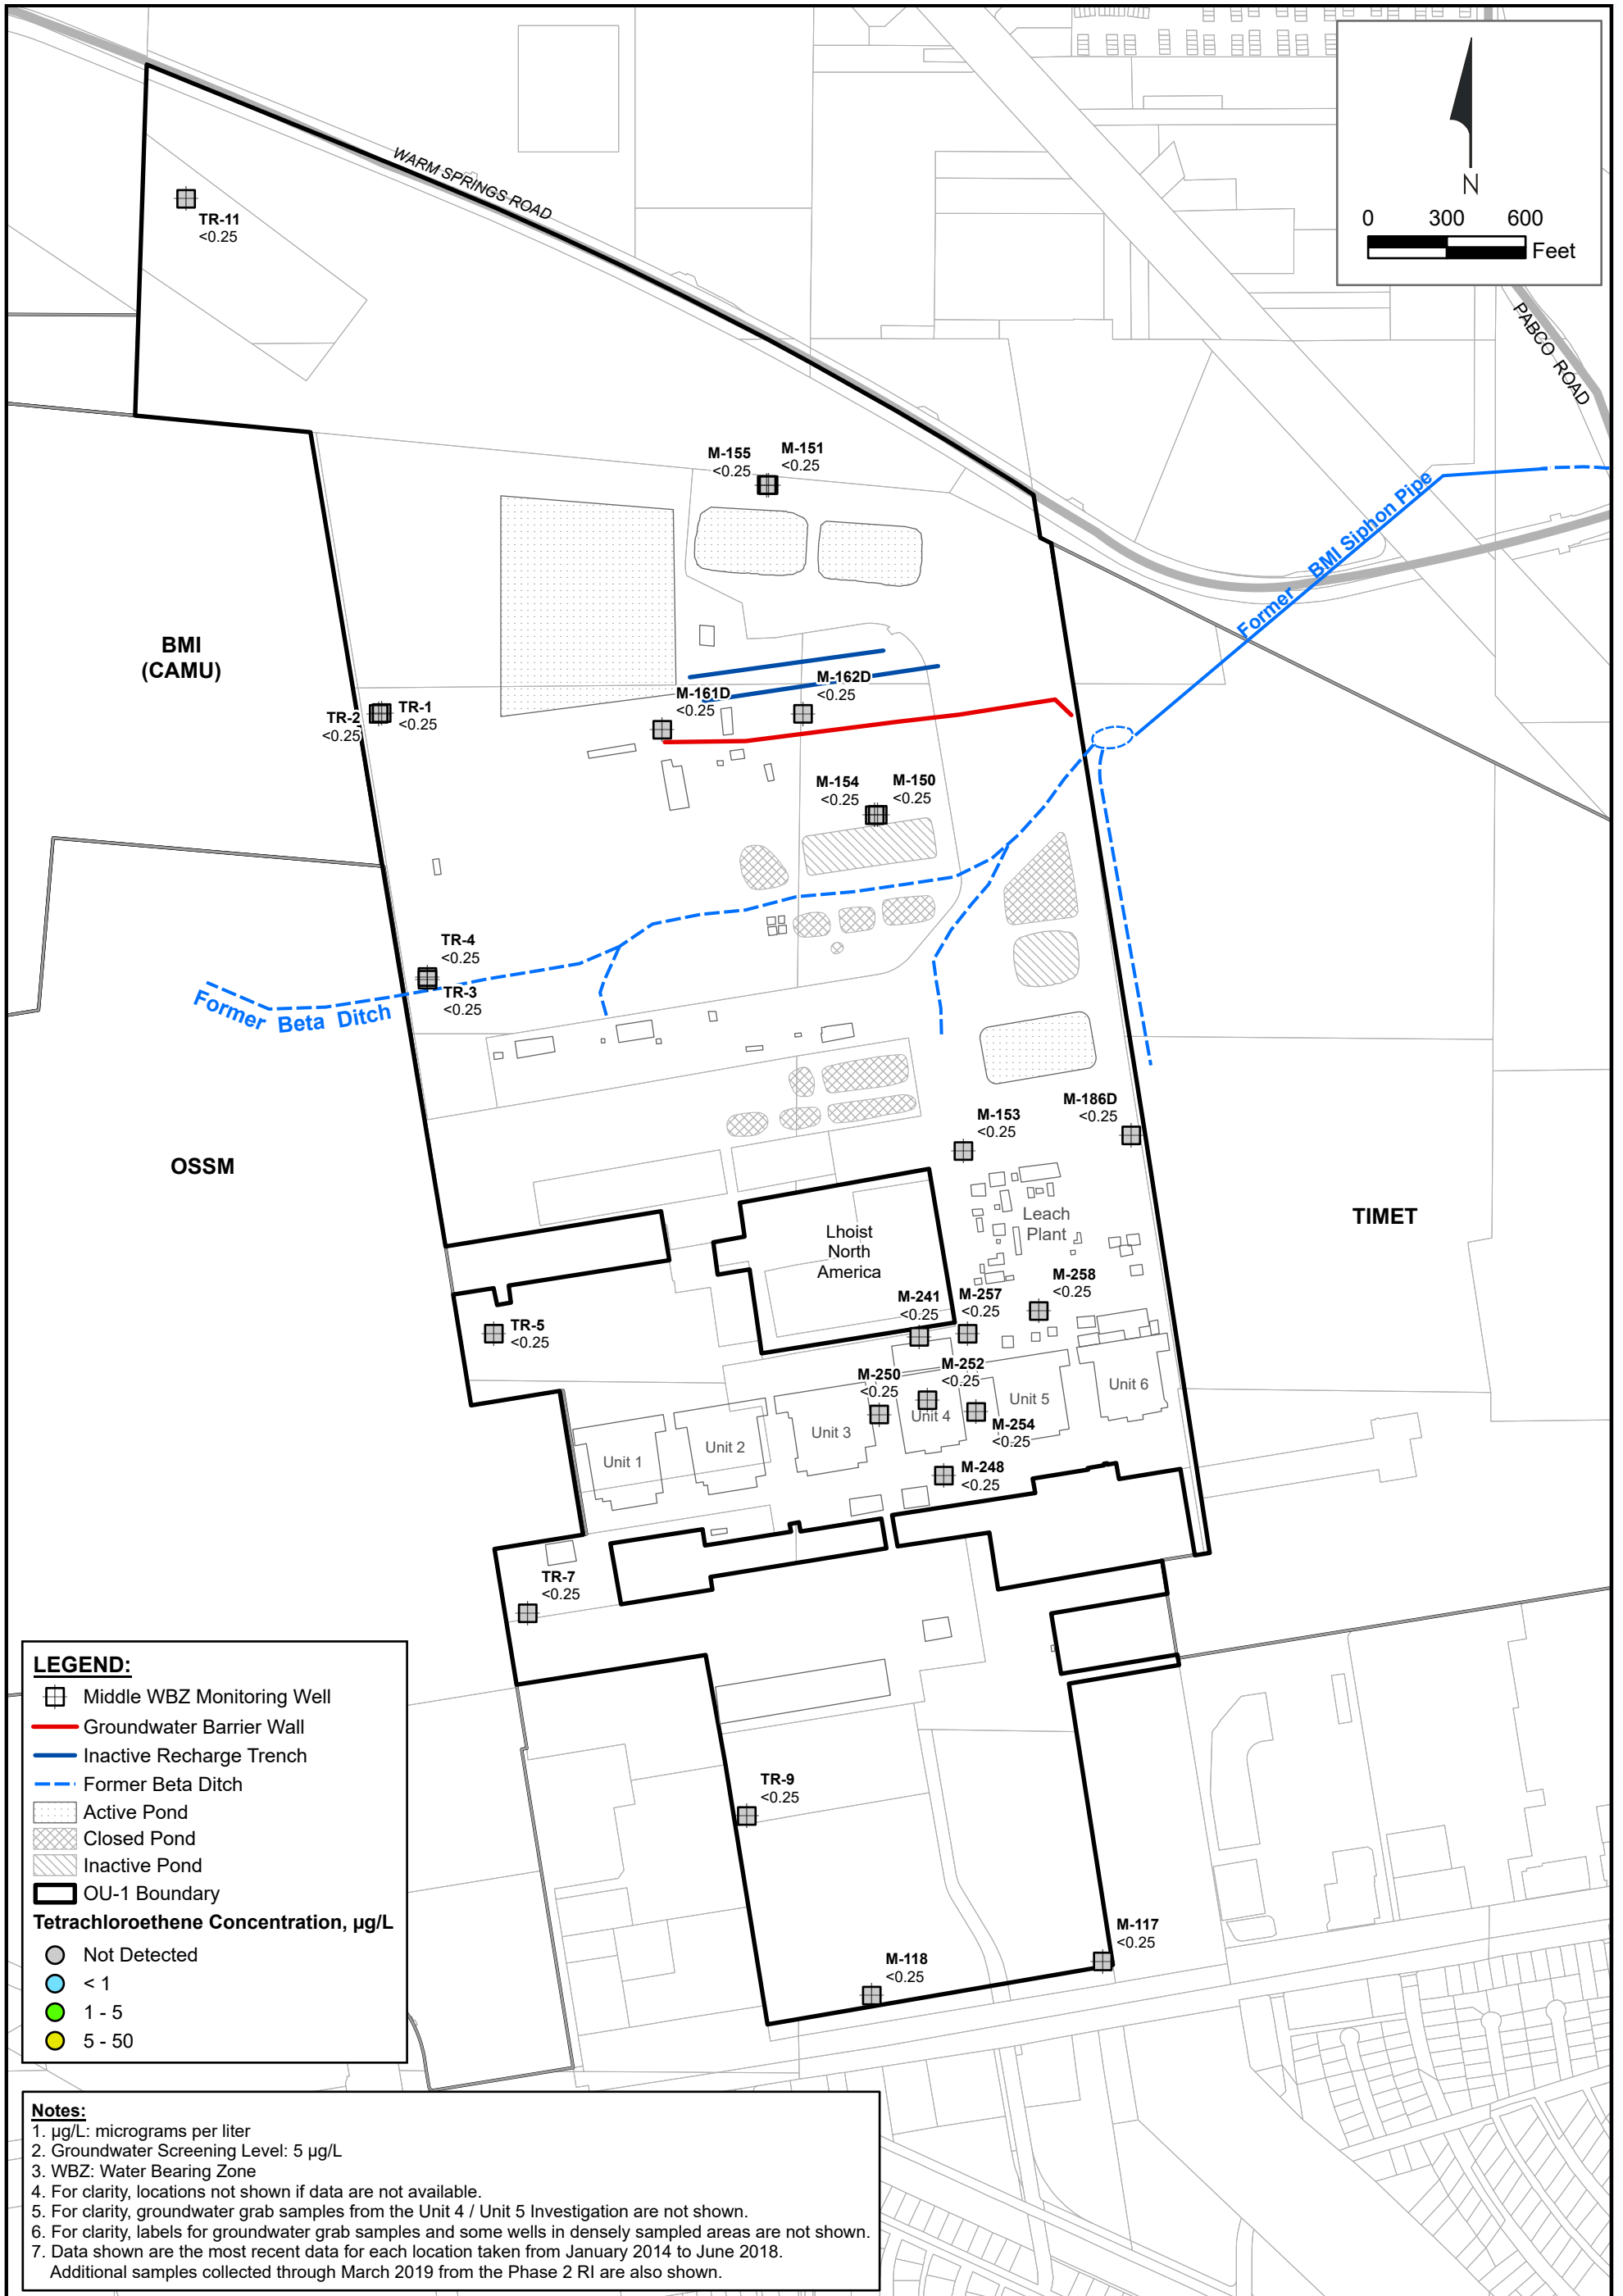 N
0 300 600
Feet
WARM SPRINGS ROAD
PABCO ROAD
TR-11
<0.25
M-155
<0.25
M-151
<0.25
Former BMI Siphon Pipe
BMI
(CAMU)
TR-2
<0.25
TR-1
<0.25
M-161D
<0.25
M-162D
<0.25
M-154
<0.25
M-150
<0.25
TR-4
<0.25
TR-3
<0.25
Former Beta Ditch
M-186D
<0.25
M-153
<0.25
OSSM
TIMET
Leach
Plant
Lhoist
North
America
M-258
<0.25
M-241
<0.25
M-257
<0.25
TR-5
<0.25
M-250
<0.25
M-252
<0.25
M-254
<0.25
Unit 1
Unit 2
Unit 3
Unit 4
Unit 5
Unit 6
M-248
<0.25
TR-7
<0.25
TR-9
<0.25
M-117
<0.25
M-118
<0.25
LEGEND:
Middle WBZ Monitoring Well
Groundwater Barrier Wall
Inactive Recharge Trench
Former Beta Ditch
Active Pond
Closed Pond
Inactive Pond
OU-1 Boundary
Tetrachloroethene Concentration, µg/L
Not Detected
< 1
1 - 5
5 - 50
Notes:
1. µg/L: micrograms per liter
2. Groundwater Screening Level: 5 µg/L
3. WBZ: Water Bearing Zone
4. For clarity, locations not shown if data are not available.
5. For clarity, groundwater grab samples from the Unit 4 / Unit 5 Investigation are not shown.
6. For clarity, labels for groundwater grab samples and some wells in densely sampled areas are not shown.
7. Data shown are the most recent data for each location taken from January 2014 to June 2018.
Additional samples collected through March 2019 from the Phase 2 RI are also shown.